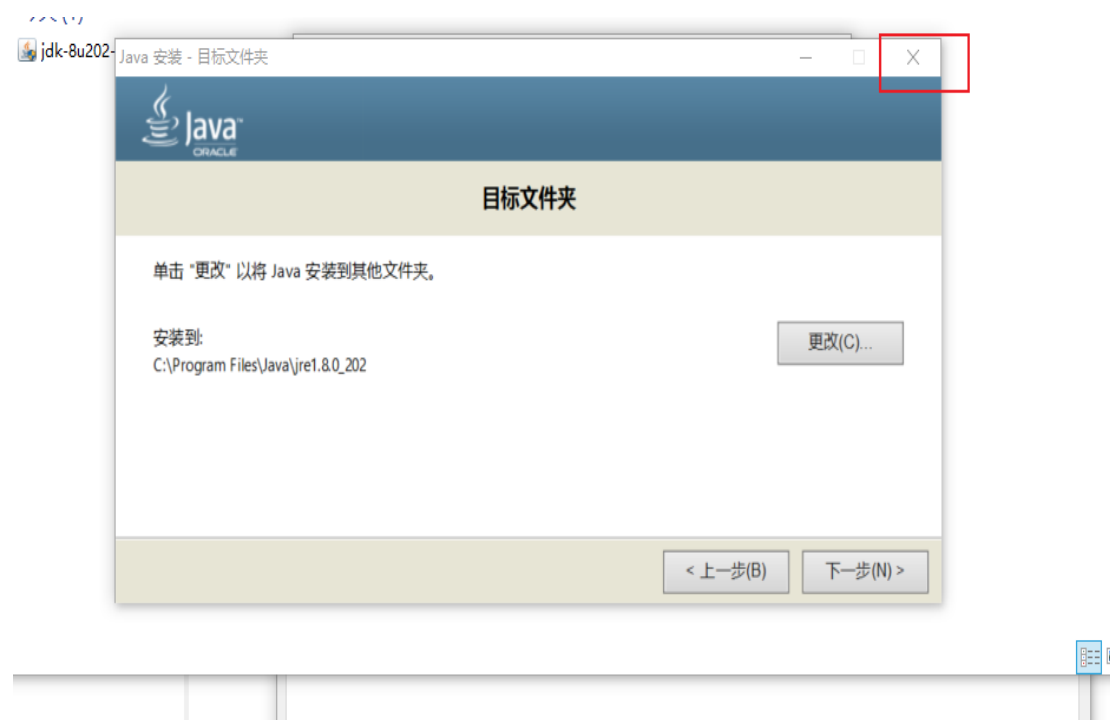 jdk-8u202-
Java 安装 - 目标文件夹
Java
ORACLE
目标文件夹
单击 "更改" 以将 Java 安装到其他文件夹。
安装到:
更改(C)...
C:\Program Files\Java\jre1.8.0_202
< 上一步(B)
下一步(N) >